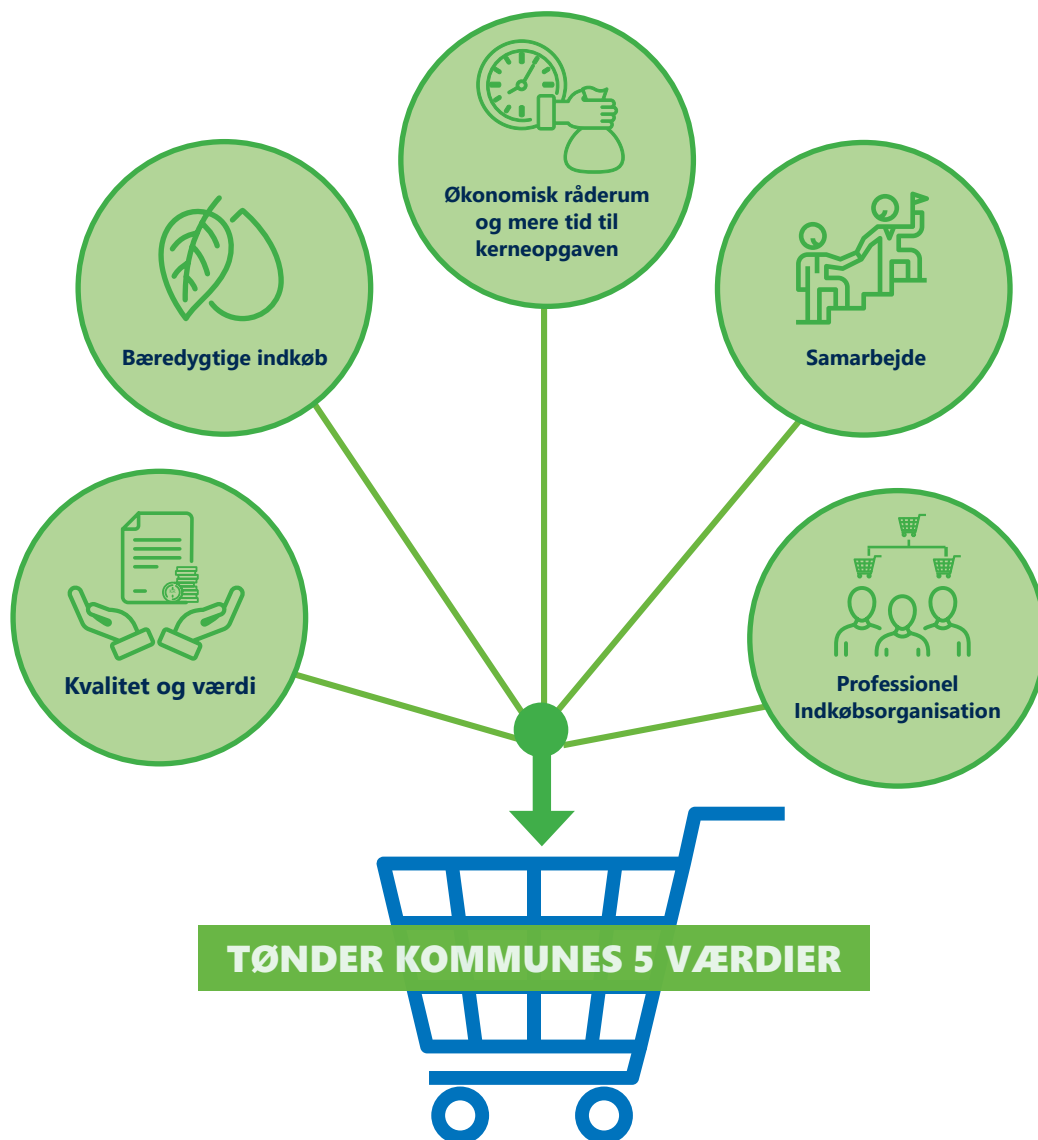 Økonomisk råderum
og mere tid til
kerneopgaven
Bæredygtige indkøb
Samarbejde
Kvalitet og værdi
Professionel
Indkøbsorganisation
TØNDER KOMMUNES 5 VÆRDIER